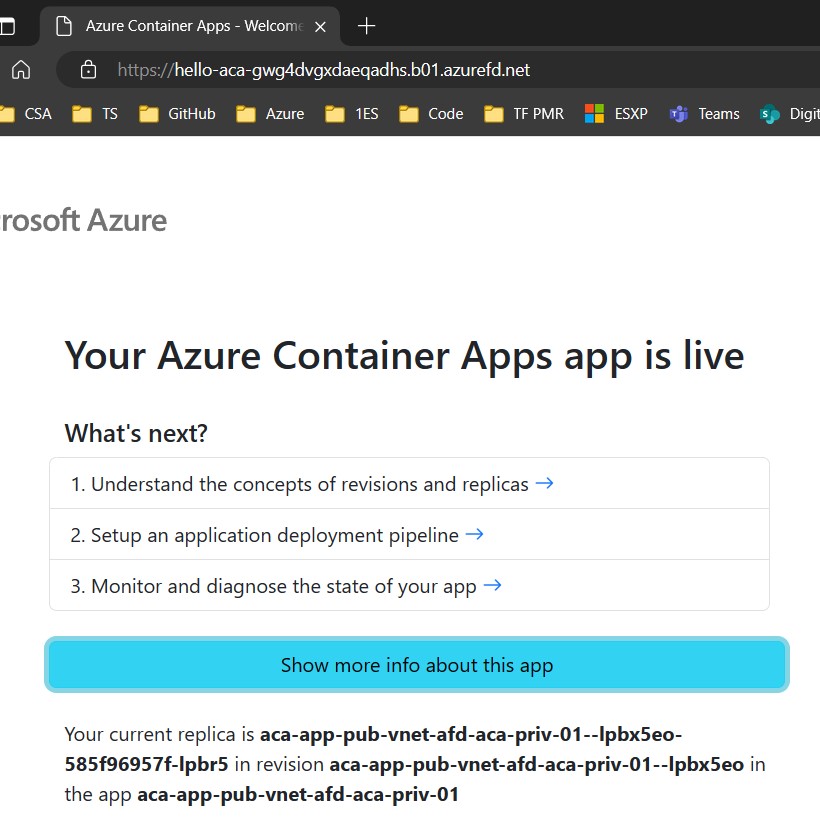 Azure Container Apps - Welcome
https://hello-aca-gwg4dvgxdaeqadhs.b01.azurefd.net
CSA TS GitHub Azure 1ES Code TF PMR ESXP Teams Digit
rosoft Azure
Your Azure Container Apps app is live
What's next?
1. Understand the concepts of revisions and replicas →
2. Setup an application deployment pipeline →
3. Monitor and diagnose the state of your app →
Show more info about this app
Your current replica is aca-app-pub-vnet-afd-aca-priv-01--lpbx5eo-
585f96957f-lpbr5 in revision aca-app-pub-vnet-afd-aca-priv-01--lpbx5eo in
the app aca-app-pub-vnet-afd-aca-priv-01